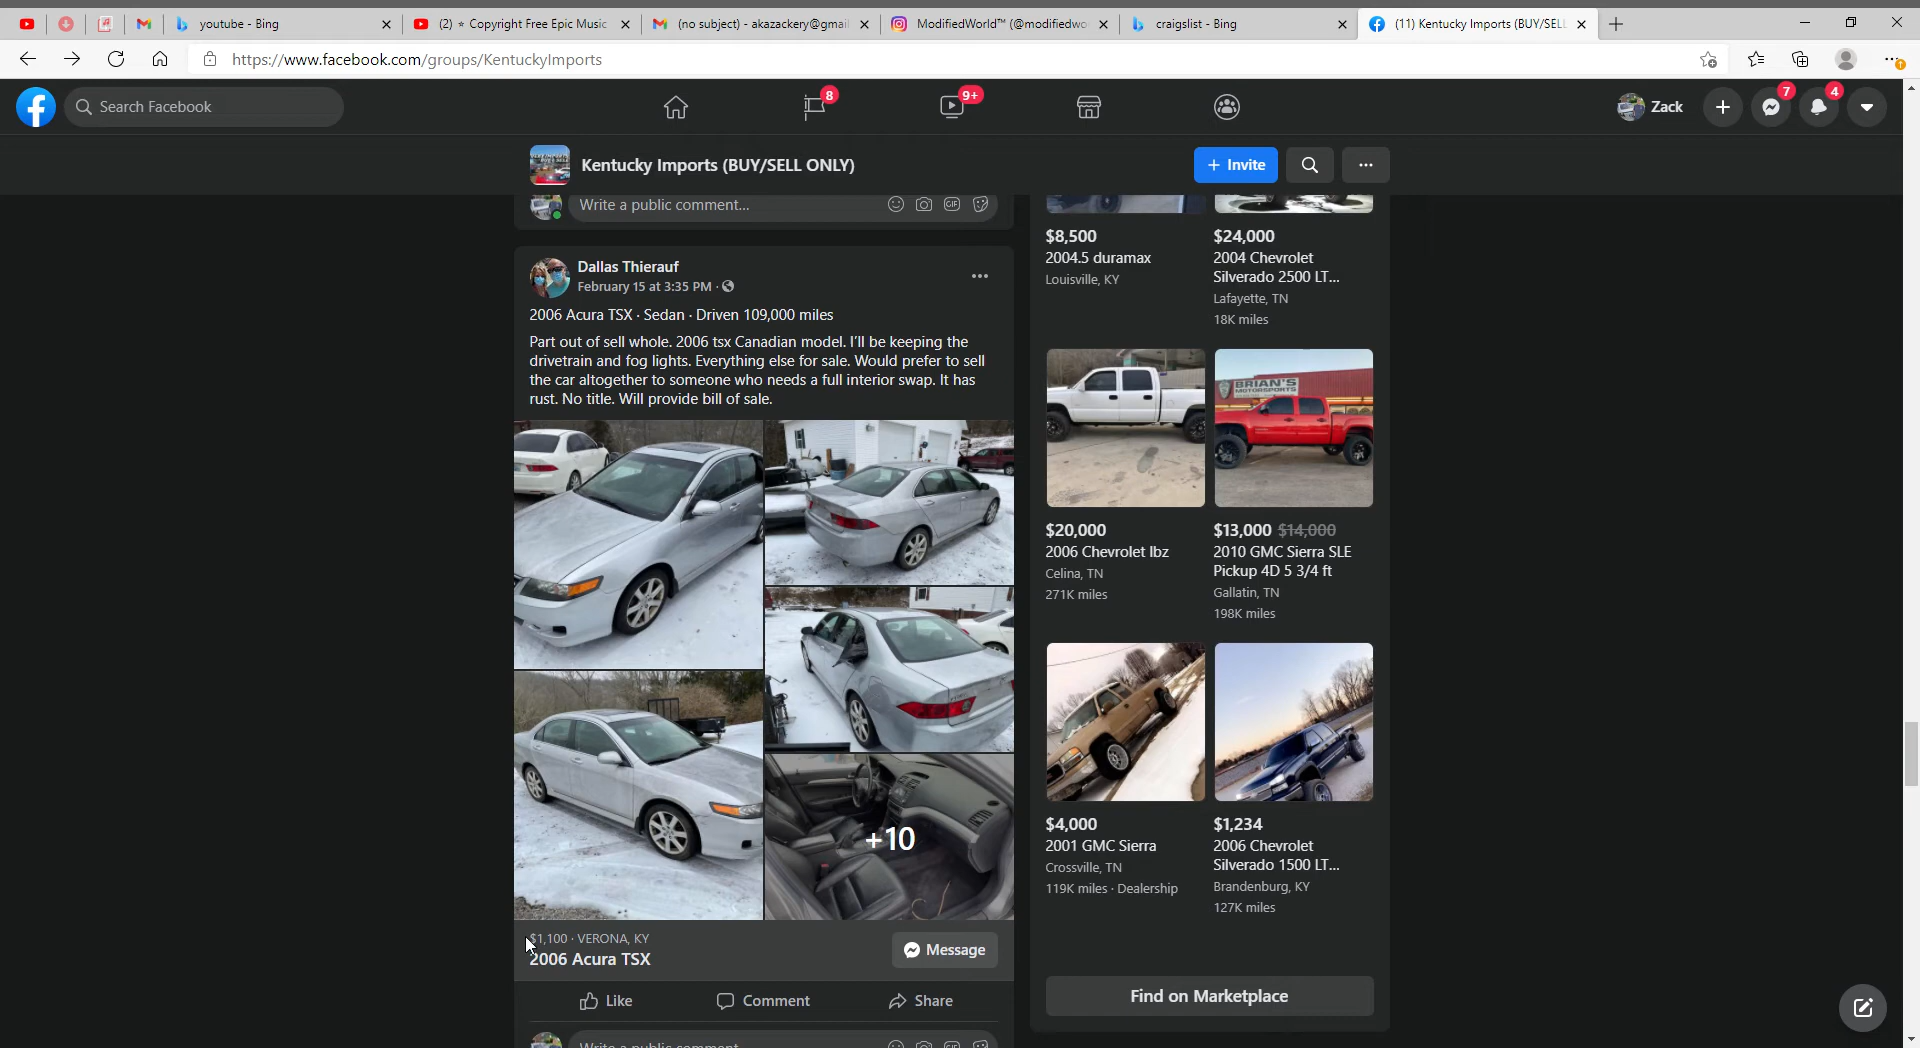 youtube - Bing
(2) ⭐ Copyright Free Epic Music
(no subject) - akazackery@gmail
ModifiedWorld™ (@modifiedwo
craigslist - Bing
(11) Kentucky Imports (BUY/SELL
https://www.facebook.com/groups/KentuckyImports
Search Facebook
8
9+
Zack
7
4
Kentucky Imports (BUY/SELL ONLY)
+ Invite
Write a public comment...
GIF
Dallas Thierauf
February 15 at 3:35 PM ·
2006 Acura TSX · Sedan · Driven 109,000 miles
Part out of sell whole. 2006 tsx Canadian model. I'll be keeping the
drivetrain and fog lights. Everything else for sale. Would prefer to sell
the car altogether to someone who needs a full interior swap. It has
rust. No title. Will provide bill of sale.
+10
$1,100 · VERONA, KY
2006 Acura TSX
Message
Like
Comment
Share
Write a public comment
$8,500
2004.5 duramax
Louisville, KY
$24,000
2004 Chevrolet
Silverado 2500 LT...
Lafayette, TN
18K miles
BRIAN'S
MOTORSPORTS
$20,000
2006 Chevrolet lbz
Celina, TN
271K miles
$13,000 $14,000
2010 GMC Sierra SLE
Pickup 4D 5 3/4 ft
Gallatin, TN
198K miles
$4,000
2001 GMC Sierra
Crossville, TN
119K miles · Dealership
$1,234
2006 Chevrolet
Silverado 1500 LT...
Brandenburg, KY
127K miles
Find on Marketplace